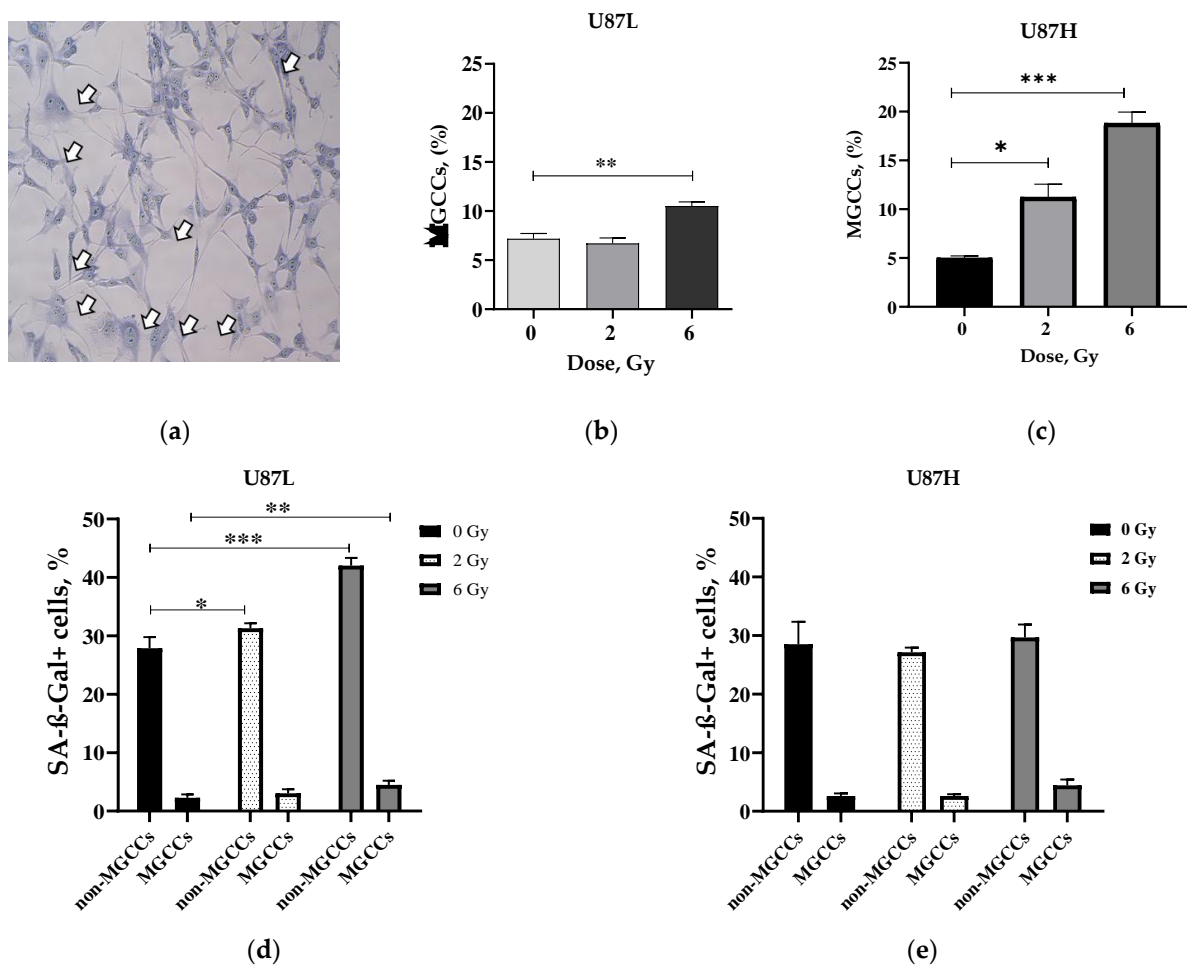 U87L
25
20
15
10
5
0
GCCs, (%)
**
0 2 6
Dose, Gy
(b)
U87H
25
20
15
10
5
0
MGCCs, (%)
***
*
0 2 6
Dose, Gy
(c)
(a)
U87L
50
40
30
20
10
0
SA-ß-Gal+ cells, %
**
***
*
0 Gy
2 Gy
6 Gy
non-MGCCs
MGCCs
non-MGCCs
MGCCs
non-MGCCs
MGCCs
(d)
U87H
50
40
30
20
10
0
SA-ß-Gal+ cells, %
0 Gy
2 Gy
6 Gy
non-MGCCs
MGCCs
non-MGCCs
MGCCs
non-MGCCs
MGCCs
(e)